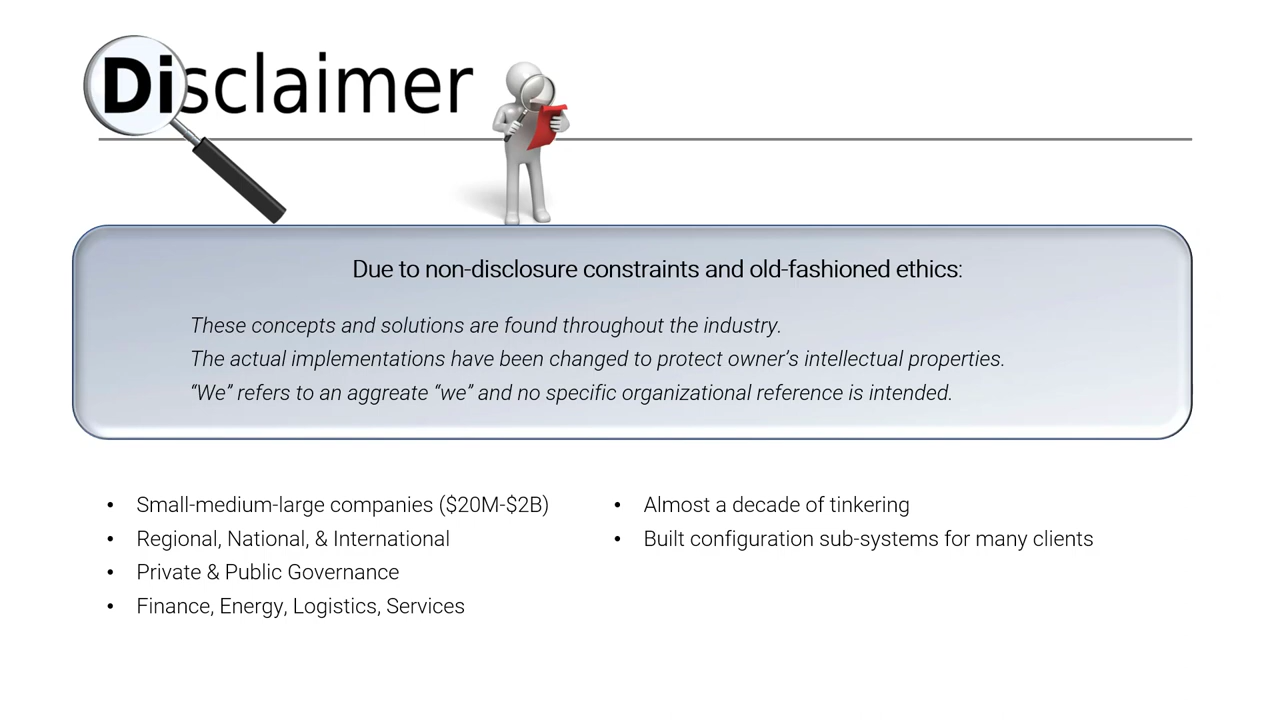 Disclaimer
Due to non-disclosure constraints and old-fashioned ethics:
These concepts and solutions are found throughout the industry.
The actual implementations have been changed to protect owner’s intellectual properties.
“We” refers to an aggreate “we” and no specific organizational reference is intended.
• Small-medium-large companies ($20M-$2B)
• Regional, National, & International
• Private & Public Governance
• Finance, Energy, Logistics, Services
• Almost a decade of tinkering
• Built configuration sub-systems for many clients